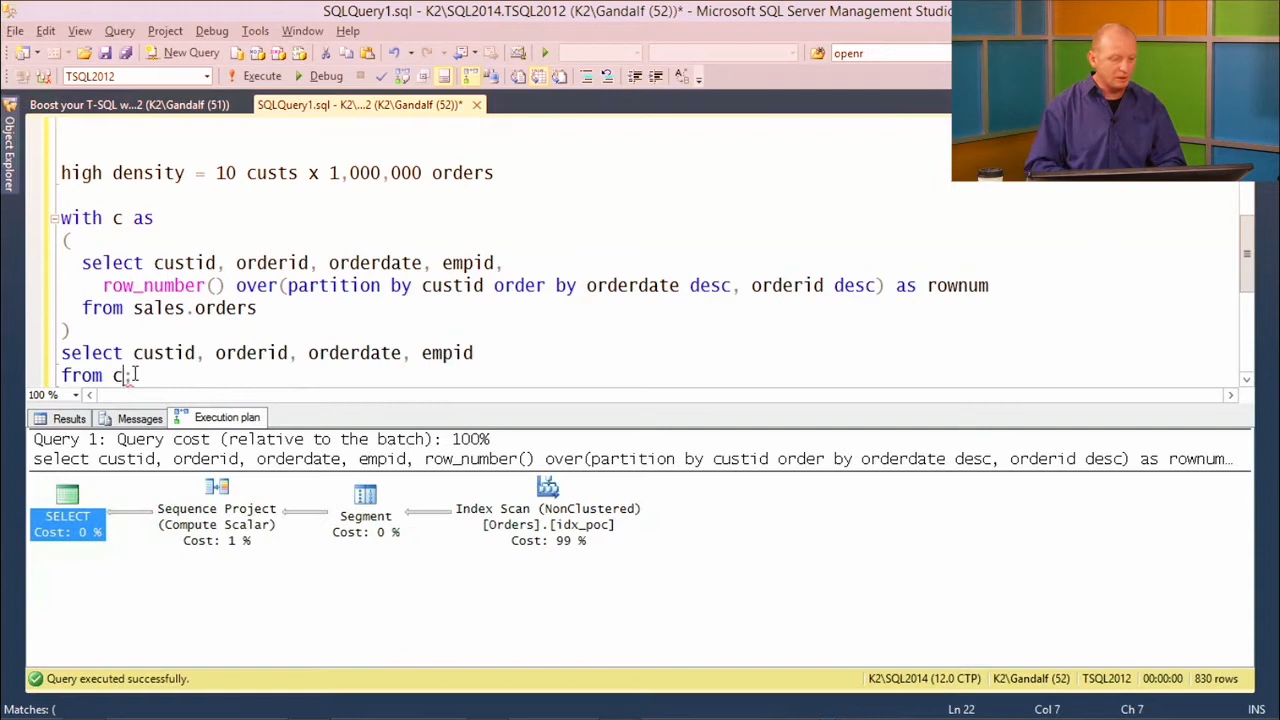 SQLQuery1.sql - K2\SQL2014.TSQL2012 (K2\Gandalf (52))* - Microsoft SQL Server Management Studio
File Edit View Query Project Debug Tools Window Help
New Query
openr
TSQL2012 Execute Debug
Boost your T-SQL w...2 (K2\Gandalf (51)) SQLQuery1.sql - K2\...2 (K2\Gandalf (52))*
Object Explorer
high density = 10 custs x 1,000,000 orders
with c as
(
select custid, orderid, orderdate, empid,
row_number() over(partition by custid order by orderdate desc, orderid desc) as rownum
from sales.orders
)
select custid, orderid, orderdate, empid
from c;
100 %
Results Messages Execution plan
Query 1: Query cost (relative to the batch): 100%
select custid, orderid, orderdate, empid, row_number() over(partition by custid order by orderdate desc, orderid desc) as rownum...
SELECT
Cost: 0 %
Sequence Project
(Compute Scalar)
Cost: 1 %
Segment
Cost: 0 %
Index Scan (NonClustered)
[Orders].[idx_poc]
Cost: 99 %
Query executed successfully. K2\SQL2014 (12.0 CTP) K2\Gandalf (52) TSQL2012 00:00:00 830 rows
Matches: ( Ln 22 Col 7 Ch 7 INS